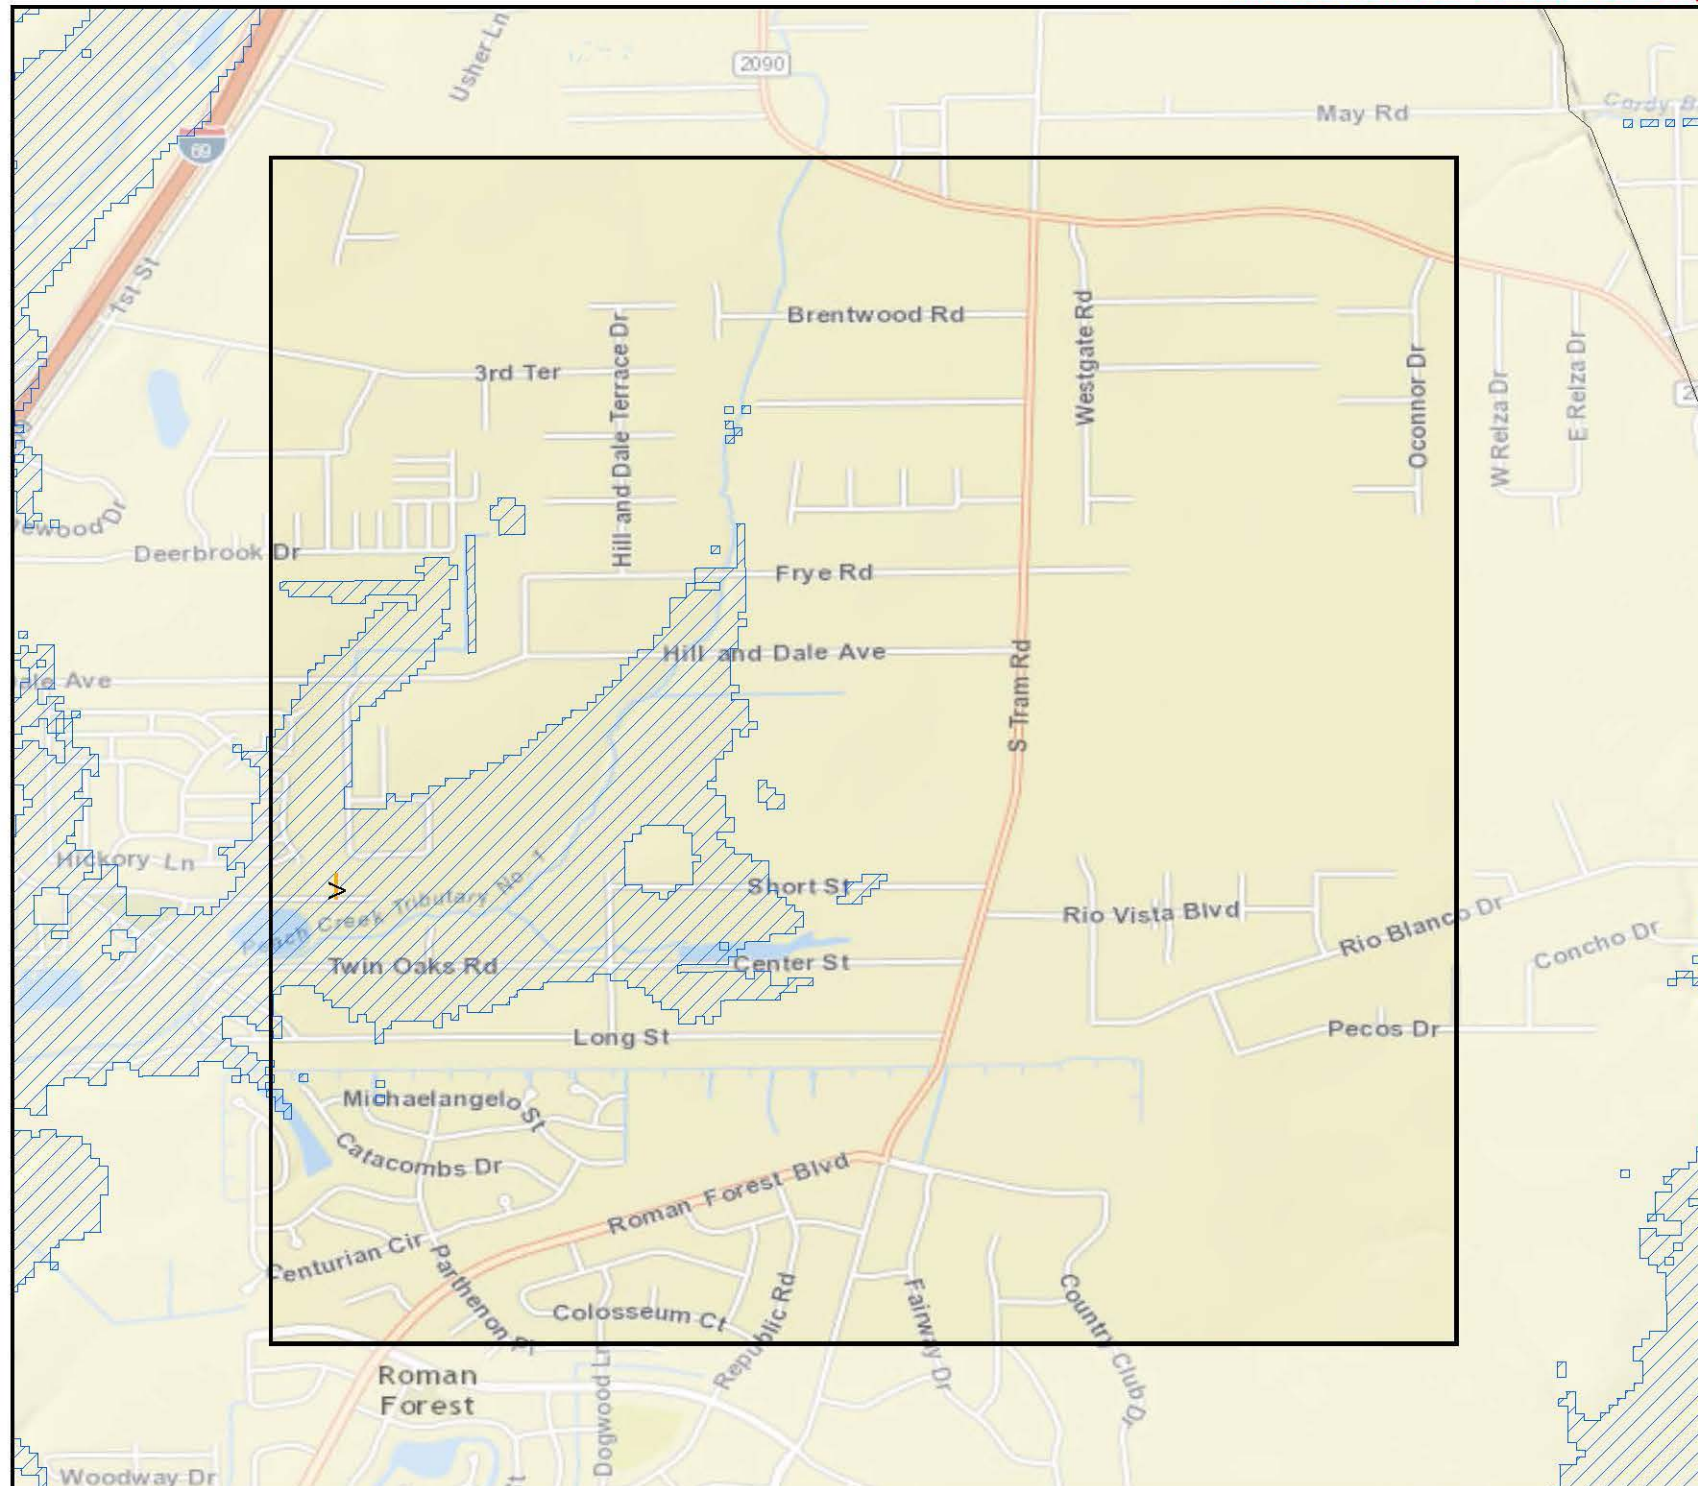 Usher Ln
2090
May Rd
69
1st St
Brentwood Rd
Westgate Rd
3rd Ter
Hill and Dale Terrace Dr
Oconnor Dr
W Relza Dr
E Relza Dr
Deerbrook Dr
Frye Rd
Hill and Dale Ave
ale Ave
S Tram Rd
Hickory Ln
Short St
Peach Creek Tributary No 1
Rio Vista Blvd
Rio Blanco Dr
Concho Dr
Twin Oaks Rd
Center St
Long St
Pecos Dr
Michaelangelo St
Catacombs Dr
Roman Forest Blvd
Centurian Cir
Parthenon Pl
Colosseum Ct
Republic Rd
Fairway Dr
Country Club Dr
Roman
Forest
Dogwood Ln
Woodway Dr